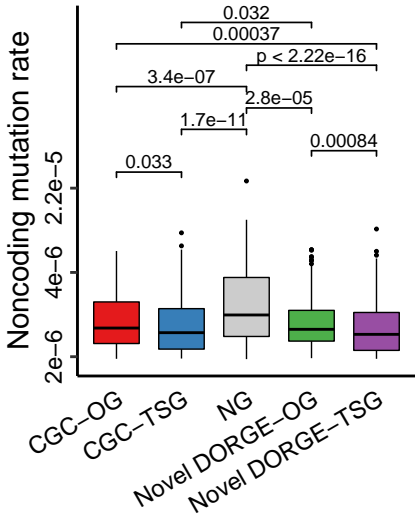 0.032
0.00037
p < 2.22e−16
3.4e−07
2.8e−05
1.7e−11
0.00084
0.033
Noncoding mutation rate
2.2e−5
4e−6
2e−6
CGC−OG
CGC−TSG
NG
Novel DORGE−OG
Novel DORGE−TSG